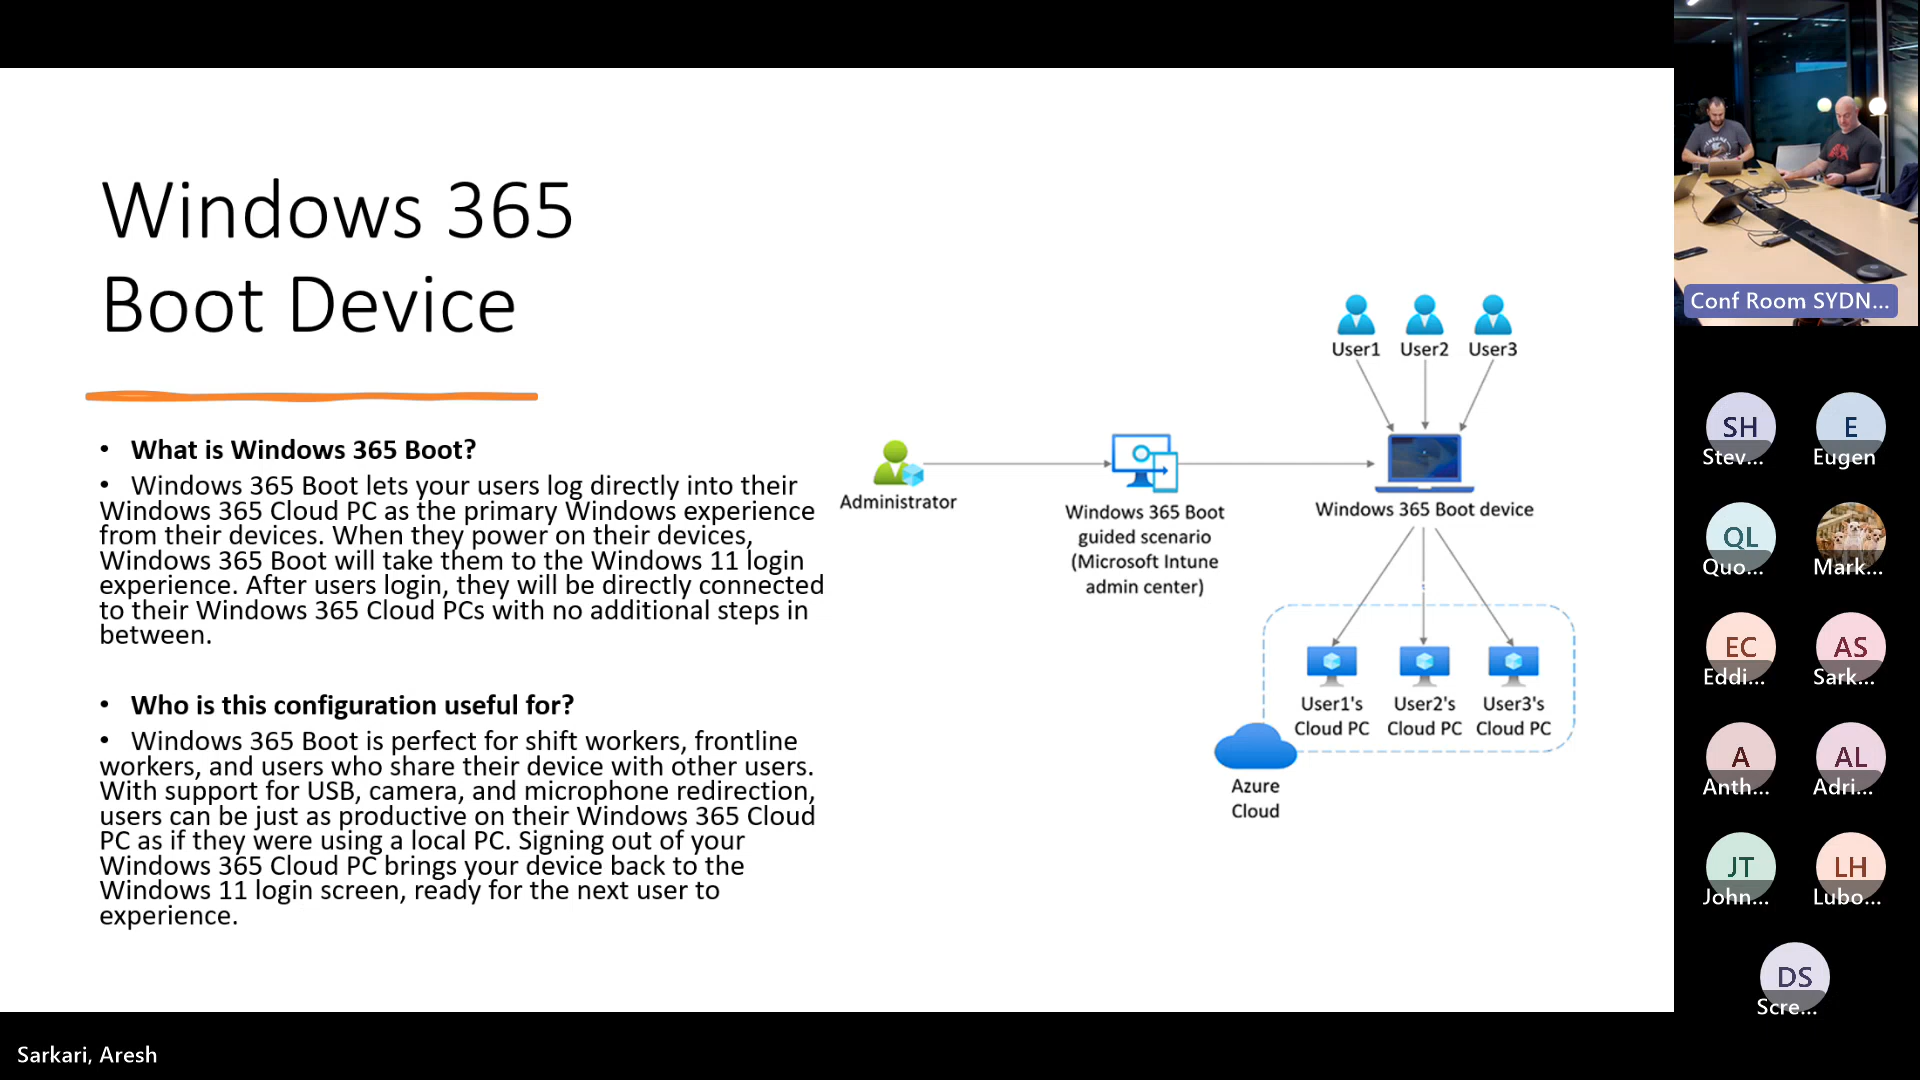 Windows 365
Boot Device
• What is Windows 365 Boot?
• Windows 365 Boot lets your users log directly into their
Windows 365 Cloud PC as the primary Windows experience
from their devices. When they power on their devices,
Windows 365 Boot will take them to the Windows 11 login
experience. After users login, they will be directly connected
to their Windows 365 Cloud PCs with no additional steps in
between.
• Who is this configuration useful for?
• Windows 365 Boot is perfect for shift workers, frontline
workers, and users who share their device with other users.
With support for USB, camera, and microphone redirection,
users can be just as productive on their Windows 365 Cloud
PC as if they were using a local PC. Signing out of your
Windows 365 Cloud PC brings your device back to the
Windows 11 login screen, ready for the next user to
experience.
User1 User2 User3
Administrator
Windows 365 Boot
guided scenario
(Microsoft Intune
admin center)
Windows 365 Boot device
User1's
Cloud PC
User2's
Cloud PC
User3's
Cloud PC
Azure
Cloud
Conf Room SYDN...
SH
Stev...
E
Eugen
QL
Quo...
Mark...
EC
Eddi...
AS
Sark...
A
Anth...
AL
Adri...
JT
John...
LH
Lubo...
DS
Scre...
Sarkari, Aresh